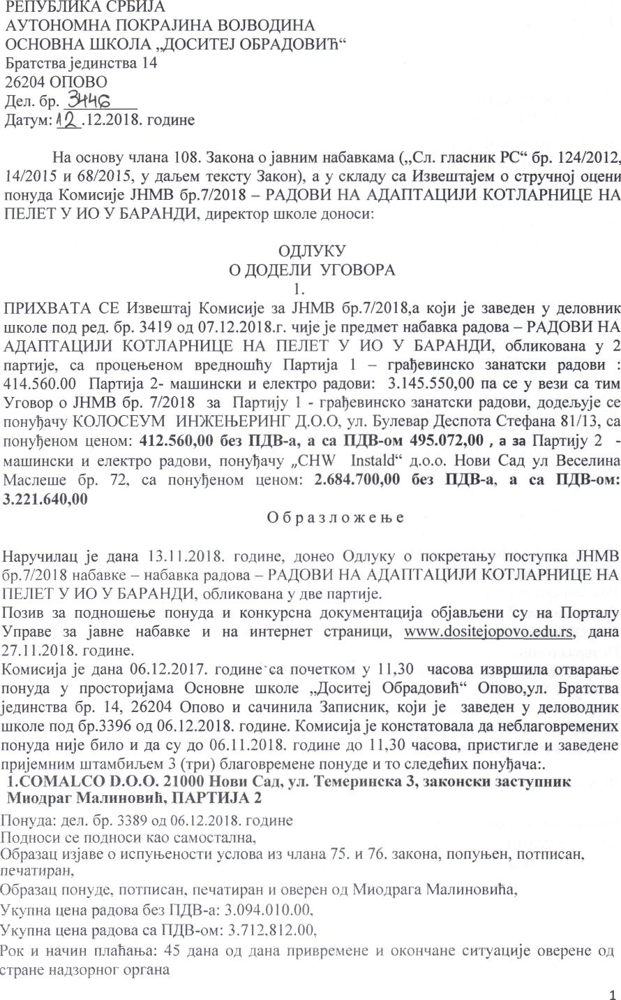 РЕПУБЛИКА СРБИЈА
АУТОНОМНА ПОКРАЈИНА ВОЈВОДИНА
ОСНОВНА ШКОЛА „ДОСИТЕЈ ОБРАДОВИЋ“
Братства јединства 14
26204 ОПОВО
Дел. бр. 3446
Датум: 12.12.2018. године
На основу члана 108. Закона о јавним набавкама („Сл. гласник РС“ бр. 124/2012,
14/2015 и 68/2015, у даљем тексту Закон), а у складу са Извештајем о стручној оцени
понуда Комисије ЈНМВ бр.7/2018 – РАДОВИ НА АДАПТАЦИЈИ КОТЛАРНИЦЕ НА
ПЕЛЕТ У ИО У БАРАНДИ, директор школе доноси:
ОДЛУКУ
О ДОДЕЛИ УГОВОРА
1.
ПРИХВАТА СЕ Извештај Комисије за ЈНМВ бр.7/2018,а који је заведен у деловник
школе под ред. бр. 3419 од 07.12.2018.г. чије је предмет набавка радова – РАДОВИ НА
АДАПТАЦИЈИ КОТЛАРНИЦЕ НА ПЕЛЕТ У ИО У БАРАНДИ, обликована у 2
партије, са процењеном вредношћу Партија 1 – грађевинско занатски радови :
414.560.00 Партија 2- машински и електро радови: 3.145.550,00 па се у вези са тим
Уговор о ЈНМВ бр. 7/2018 за Партију 1 - грађевинско занатски радови, додељује се
понуђачу КОЛОСЕУМ ИНЖЕЊЕРИНГ Д.О.О, ул. Булевар Деспота Стефана 81/13, са
понуђеном ценом: 412.560,00 без ПДВ-а, а са ПДВ-ом 495.072,00 , а за Партију 2 -
машински и електро радови, понуђачу „CHW Instald“ д.о.о. Нови Сад ул Веселина
Маслеше бр. 72, са понуђеном ценом: 2.684.700,00 без ПДВ-а, а са ПДВ-ом:
3.221.640,00
О б р а з л о ж е њ е
Наручилац је дана 13.11.2018. године, донео Одлуку о покретању поступка ЈНМВ
бр.7/2018 набавке – набавка радова – РАДОВИ НА АДАПТАЦИЈИ КОТЛАРНИЦЕ НА
ПЕЛЕТ У ИО У БАРАНДИ, обликована у две партије.
Позив за подношење понуда и конкурсна документација објављени су на Порталу
Управе за јавне набавке и на интернет страници, www.dositejopovo.edu.rs, дана
27.11.2018. године.
Комисија је дана 06.12.2017. године са почетком у 11,30 часова извршила отварање
понуда у просторијама Основне школе „Доситеј Обрадовић“ Опово,ул. Братства
јединства бр. 14, 26204 Опово и сачинила Записник, који је заведен у деловодник
школе под бр.3396 од 06.12.2018. године. Комисија је констатовала да неблаговремених
понуда није било и да су до 06.11.2018. године до 11,30 часова, пристигле и заведене
пријемним штамбиљем 3 (три) благовремене понуде и то следећих понуђача:.
1.COMALCO D.O.O. 21000 Нови Сад, ул. Темеринска 3, законски заступник
Миодраг Малиновић, ПАРТИЈА 2
Понуда: дел. бр. 3389 од 06.12.2018. године
Подноси се подноси као самостална,
Образац изјаве о испуњености услова из члана 75. и 76. закона, попуњен, потписан,
печатиран,
Образац понуде, потписан, печатиран и оверен од Миодрага Малиновића,
Укупна цена радова без ПДВ-а: 3.094.010.00,
Укупна цена радова са ПДВ-ом: 3.712.812.00,
Рок и начин плаћања: 45 дана од дана привремене и окончане ситуације оверене од
стране надзорног органа
1